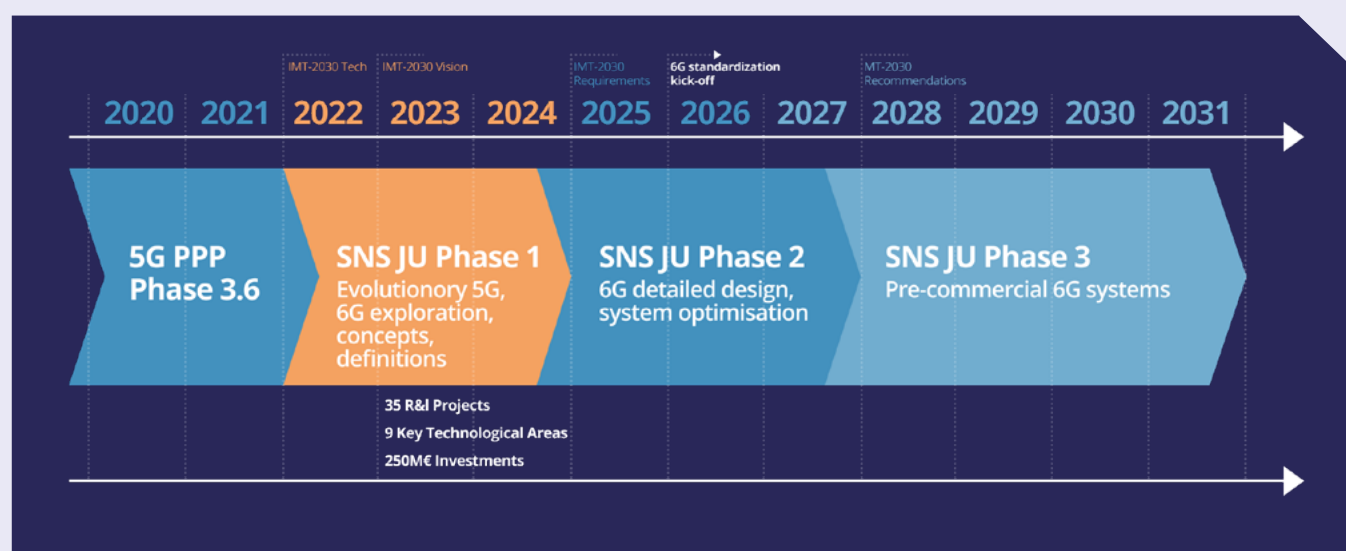 IMT-2030 Tech
IMT-2030 Vision
IMT-2030
Requirements
6G standardization
kick-off
MT-2030
Recommendations
2020 2021 2022 2023 2024 2025 2026 2027 2028 2029 2030 2031
5G PPP
Phase 3.6
SNS JU Phase 1
Evolutionory 5G,
6G exploration,
concepts,
definitions
SNS JU Phase 2
6G detailed design,
system optimisation
SNS JU Phase 3
Pre-commercial 6G systems
35 R&I Projects
9 Key Technological Areas
250M€ Investments